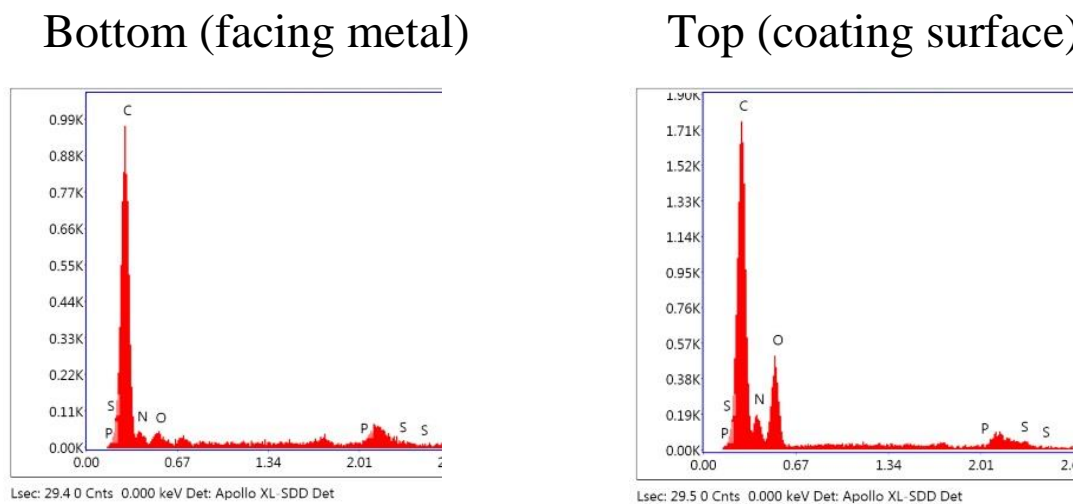 Bottom (facing metal)
0.99K
0.88K
0.77K
0.66K
0.55K
0.44K
0.33K
0.22K
0.11K
0.00K
C
S
P
N
O
P
S
S
0.00
0.67
1.34
2.01
2
Lsec: 29.4 0 Cnts 0.000 keV Det: Apollo XL-SDD Det
Top (coating surface)
1.90K
1.71K
1.52K
1.33K
1.14K
0.95K
0.76K
0.57K
0.38K
0.19K
0.00K
C
O
S
N
P
P
S
S
0.00
0.67
1.34
2.01
Lsec: 29.5 0 Cnts 0.000 keV Det: Apollo XL-SDD Det